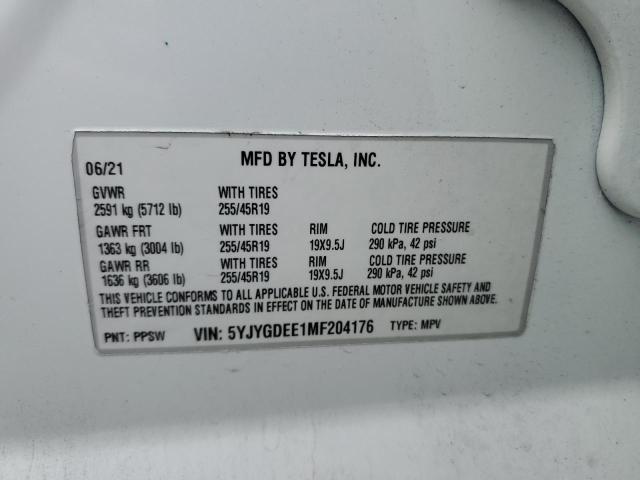 06/21 MFD BY TESLA, INC.
GVWR WITH TIRES
2591 kg (5712 lb) 255/45R19
GAWR FRT WITH TIRES RIM COLD TIRE PRESSURE
1363 kg (3004 lb) 255/45R19 19X9.5J 290 kPa, 42 psi
GAWR RR WITH TIRES RIM COLD TIRE PRESSURE
1636 kg (3606 lb) 255/45R19 19X9.5J 290 kPa, 42 psi
THIS VEHICLE CONFORMS TO ALL APPLICABLE U.S. FEDERAL MOTOR VEHICLE SAFETY AND
THEFT PREVENTION STANDARDS IN EFFECT ON THE DATE OF MANUFACTURE SHOWN ABOVE.
PNT: PPSW VIN: 5YJYGDEE1MF204176 TYPE: MPV